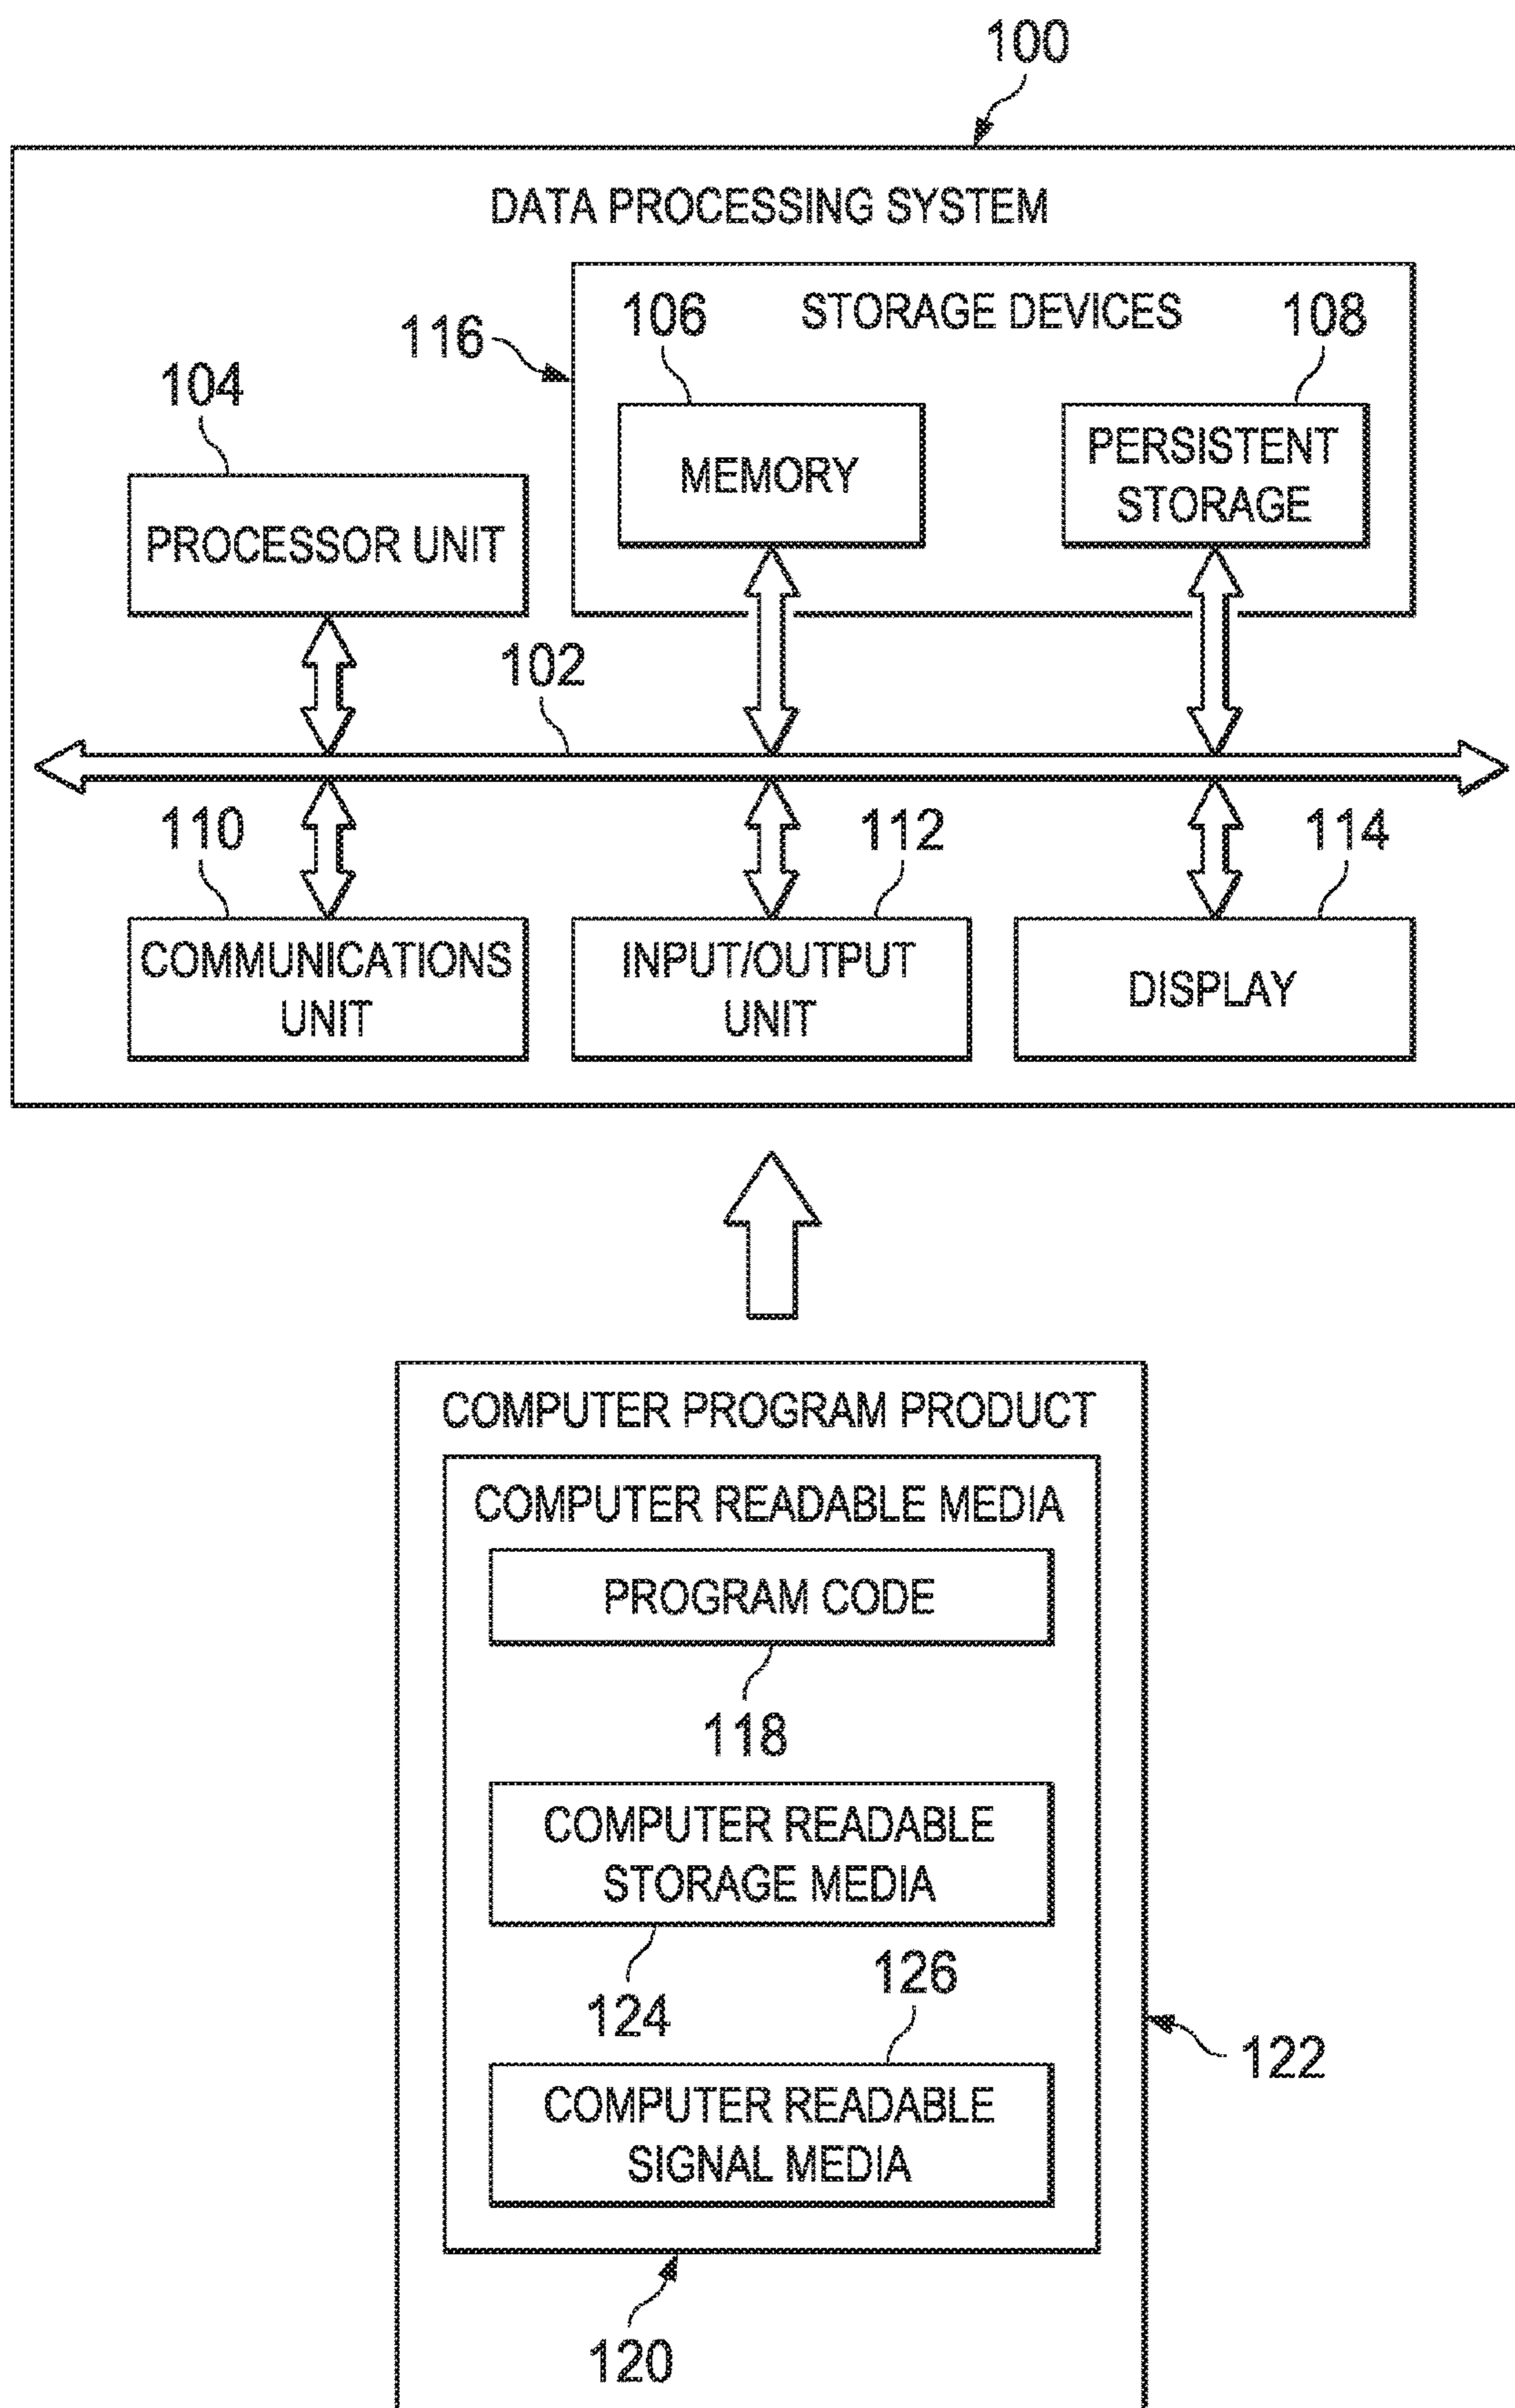 100
DATA PROCESSING SYSTEM
116
106
STORAGE DEVICES
108
104
MEMORY
PERSISTENT
STORAGE
PROCESSOR UNIT
102
110
112
114
COMMUNICATIONS
UNIT
INPUT/OUTPUT
UNIT
DISPLAY
COMPUTER PROGRAM PRODUCT
COMPUTER READABLE MEDIA
PROGRAM CODE
118
COMPUTER READABLE
STORAGE MEDIA
124
126
122
COMPUTER READABLE
SIGNAL MEDIA
120